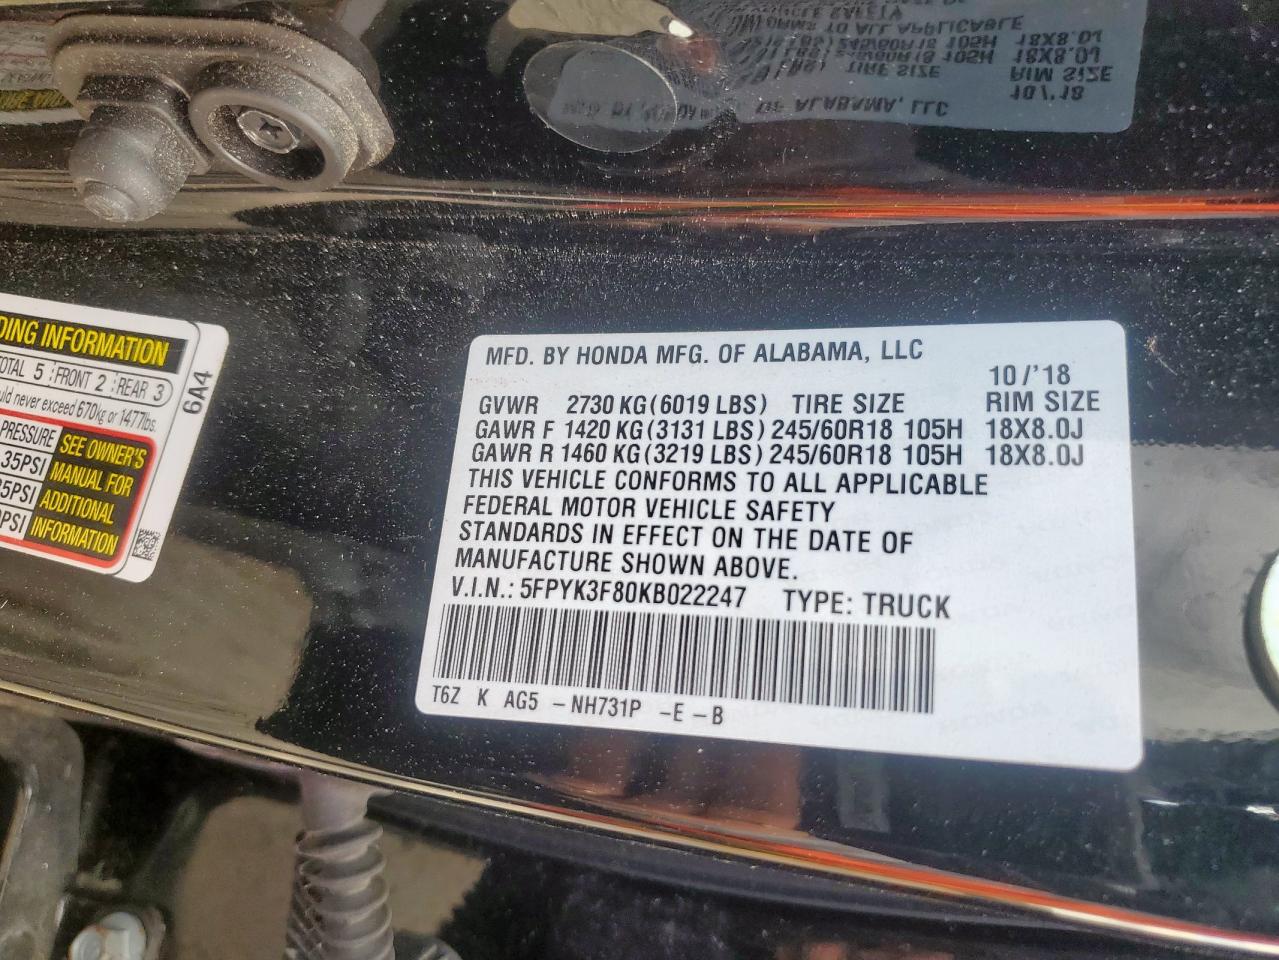 DING INFORMATION
TOTAL 5 : FRONT 2 : REAR 3
uld never exceed 670kg or 1477lbs.
PRESSURE
35PSI
35PSI
PSI
SEE OWNER'S
MANUAL FOR
ADDITIONAL
INFORMATION
6A4
MFD. BY HONDA MFG. OF ALABAMA, LLC
10/'18
GVWR 2730 KG (6019 LBS) TIRE SIZE RIM SIZE
GAWR F 1420 KG (3131 LBS) 245/60R18 105H 18X8.0J
GAWR R 1460 KG (3219 LBS) 245/60R18 105H 18X8.0J
THIS VEHICLE CONFORMS TO ALL APPLICABLE
FEDERAL MOTOR VEHICLE SAFETY
STANDARDS IN EFFECT ON THE DATE OF
MANUFACTURE SHOWN ABOVE.
V.I.N.: 5FPYK3F80KB022247 TYPE: TRUCK
T6Z K AG5 -NH731P -E-B